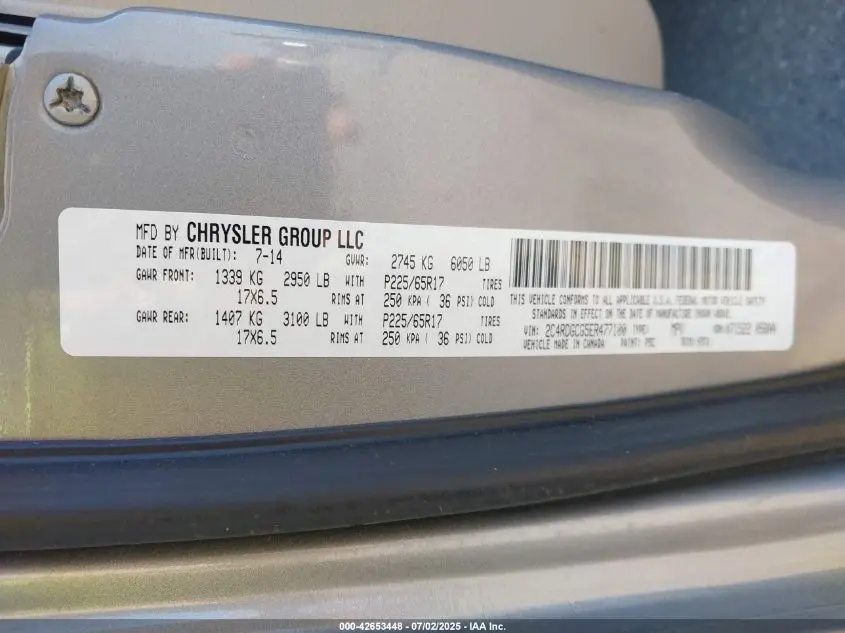 MFD BY CHRYSLER GROUP LLC
DATE OF MFR(BUILT): 7-14 GVWR: 2745 KG 6050 LB
GAWR FRONT: 1339 KG 2950 LB WITH P225/65R17 TIRES
17X6.5 RIMS AT 250 KPA ( 36 PSI) COLD
GAWR REAR: 1407 KG 3100 LB WITH P225/65R17 TIRES
17X6.5 RIMS AT 250 KPA ( 36 PSI) COLD
THIS VEHICLE CONFORMS TO ALL APPLICABLE U.S.A. FEDERAL MOTOR VEHICLE SAFETY
STANDARDS IN EFFECT ON THE DATE OF MANUFACTURE SHOWN ABOVE.
VIN: 2C4RDGCG5ER477100 TYPE: MPV
VEHICLE MADE IN CANADA PAINT: TRIM:
000-42653448 - 07/02/2025 - IAA Inc.